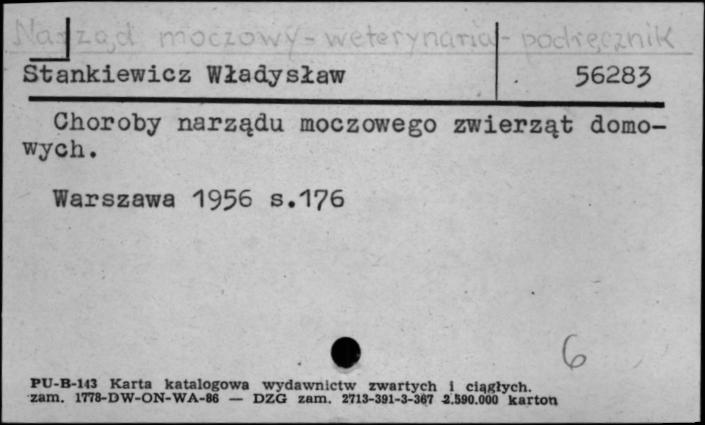 Narząd moczowy - weterynaria - podręcznik
Stankiewicz Władysław 56283
Choroby narządu moczowego zwierząt domo-
wych.
Warszawa 1956 s.176
6
PU-B-143 Karta katalogowa wydawnictw zwartych i ciągłych.
zam. 1778-DW-ON-WA-86 — DZG zam. 2713-391-3-367 2.590.000 karton